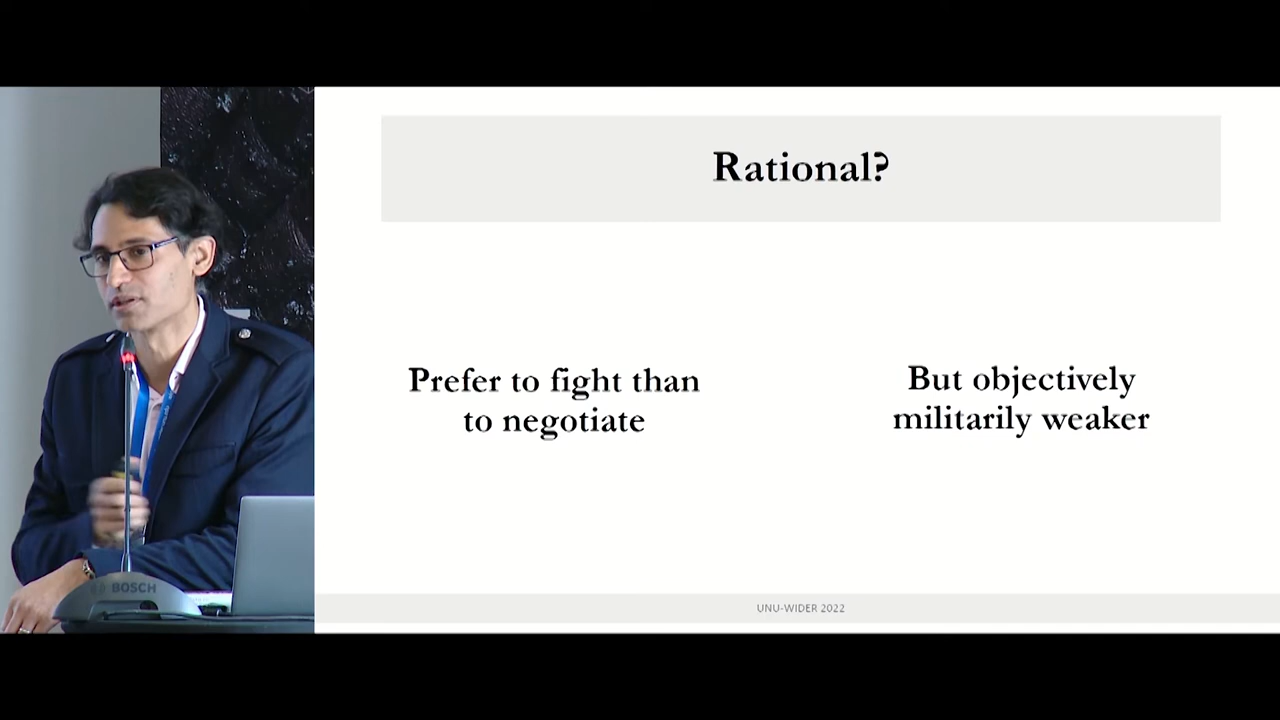 Rational?
Prefer to fight than
to negotiate
But objectively
militarily weaker
UNU-WIDER 2022
BOSCH